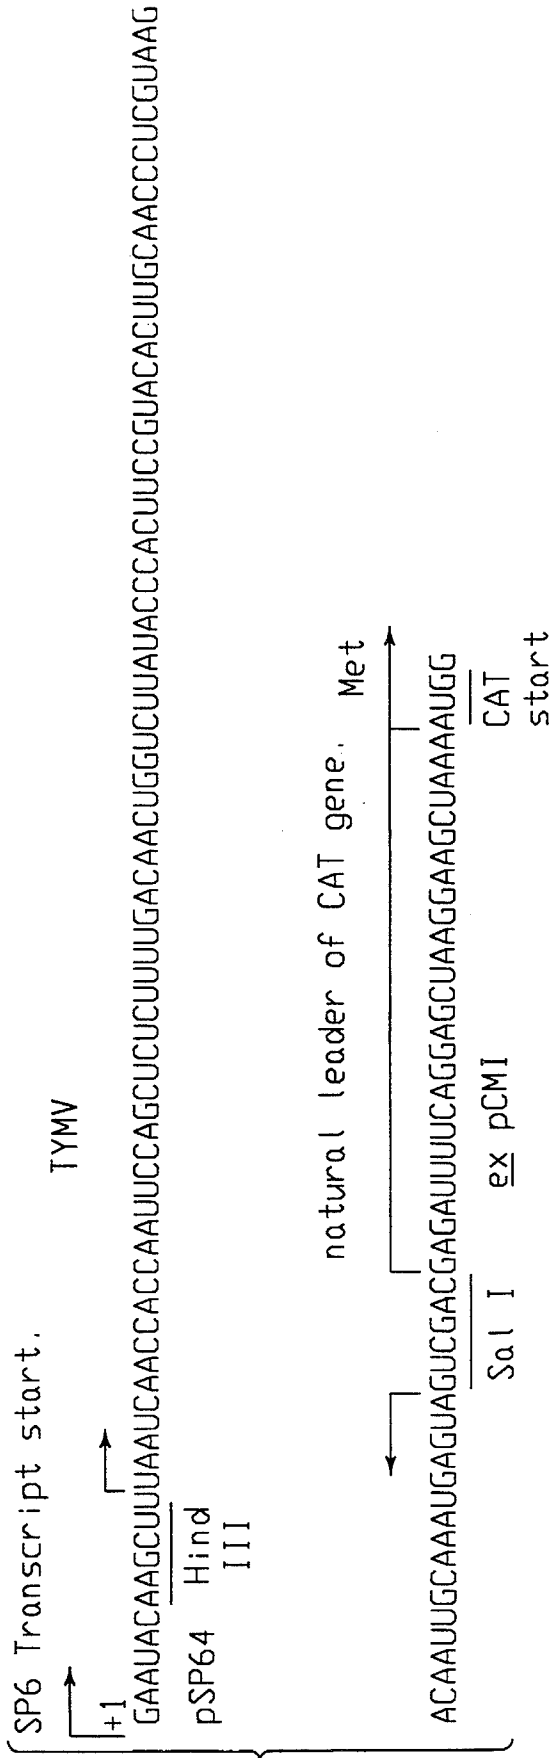 SP6 Transcript start.
TYMV
+1
GAAUACAAGCUUUAAUCAACCACCAAUUCCAGCUCUCUUUUGACAACUGGUCUUAUACCCACUUCCGUACACUUGCAACCCUCGUAAG
pSP64 Hind
III
natural leader of CAT gene. Met
ACAAUUGCAAAUGAGUAGUCGACGAGAUUUUCAGGAGCUAAGGAAGCUAAAAUGG
Sal I ex pCMI CAT
start